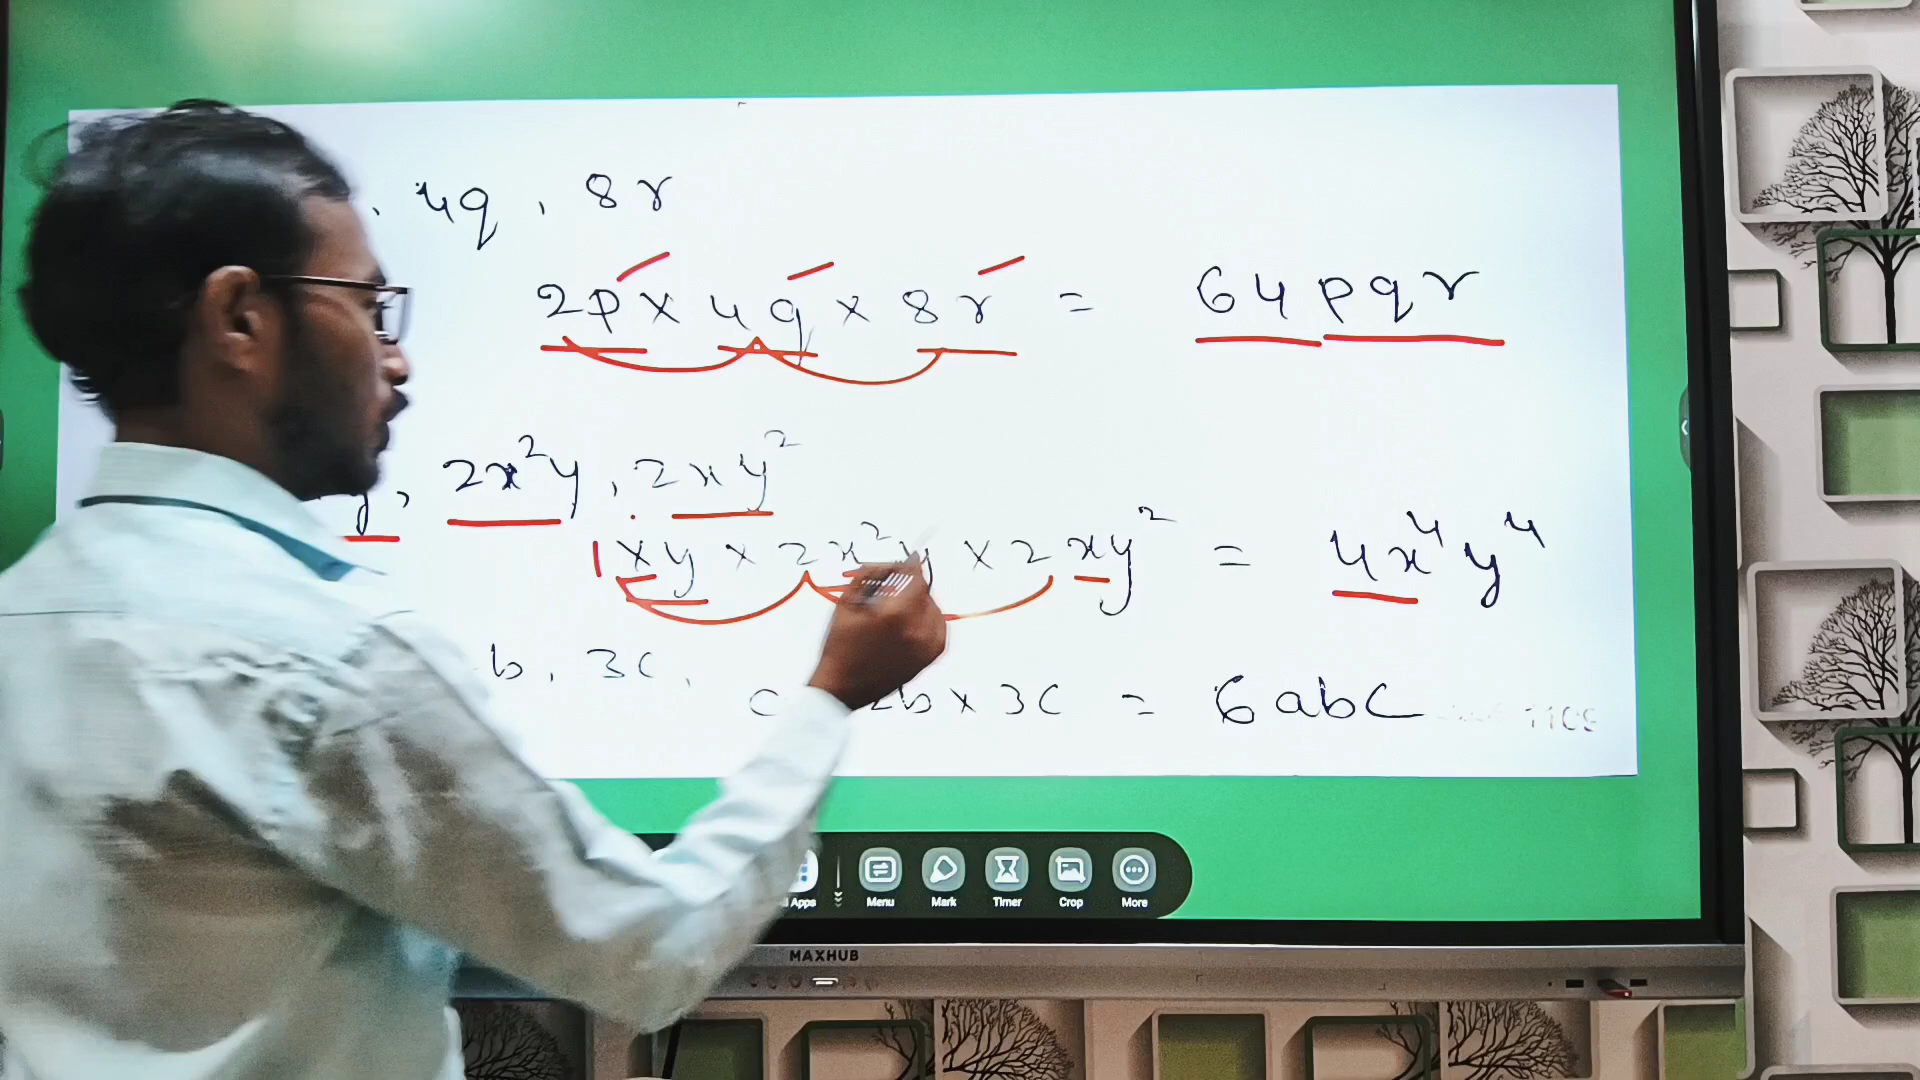 , 4q, 8r
2p × 4q × 8r = 64pqr
y, 2x²y, 2xy²
1xy × 2x²y × 2xy² = 4x⁴y⁴
b, 3c,
2b × 3c = 6abc
Apps Menu Mark Timer Crop More
MAXHUB